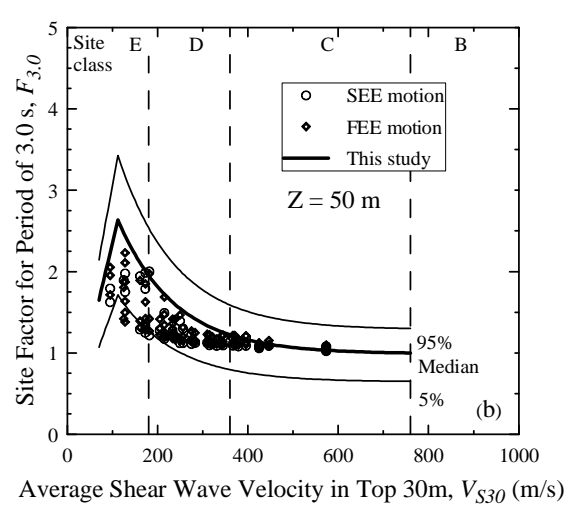 Site Factor for Period of 3.0 s, F3.0
5
4
3
2
1
0
Site
class
E
D
C
B
SEE motion
FEE motion
This study
Z = 50 m
95%
Median
5%
(b)
0
200
400
600
800
1000
Average Shear Wave Velocity in Top 30m, VS30 (m/s)